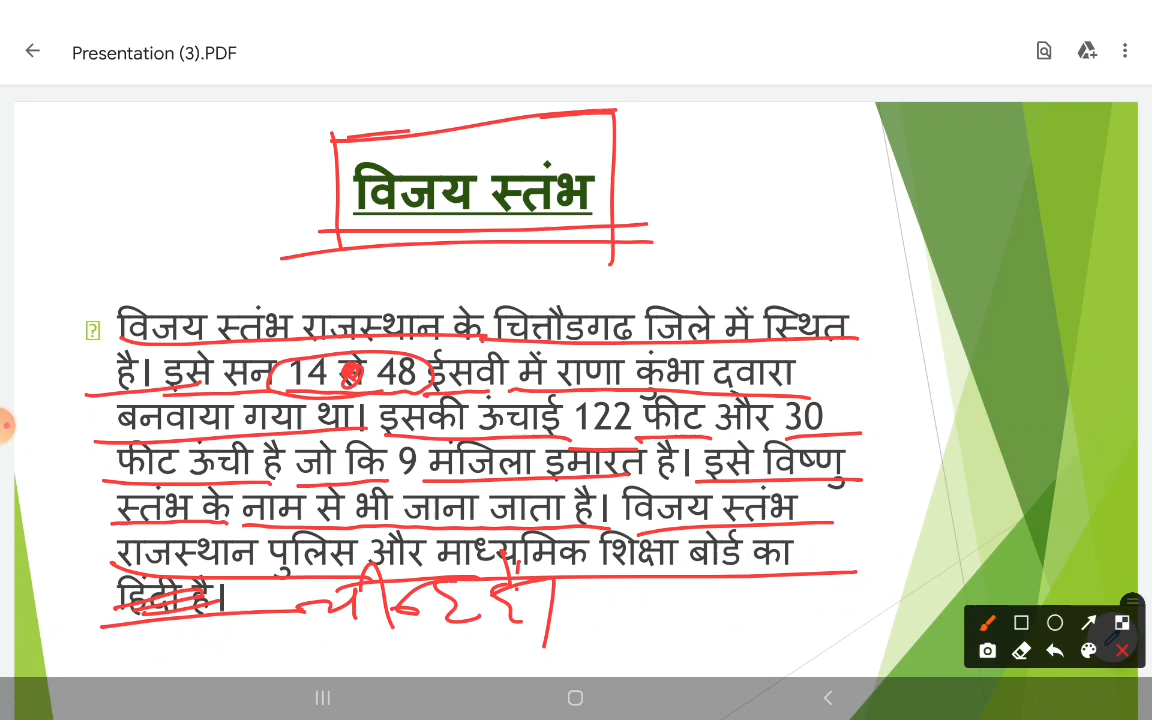 Presentation (3).PDF
विजय स्तंभ
विजय स्तंभ राजस्थान के चित्तौडगढ जिले में स्थित
है। इसे सन 14 से 48 ईसवी में राणा कुंभा द्वारा
बनवाया गया था। इसकी ऊंचाई 122 फीट और 30
फीट ऊंची है जो कि 9 मंजिला इमारत है। इसे विष्णु
स्तंभ के नाम से भी जाना जाता है। विजय स्तंभ
राजस्थान पुलिस और माध्यमिक शिक्षा बोर्ड का
हिंदी है।